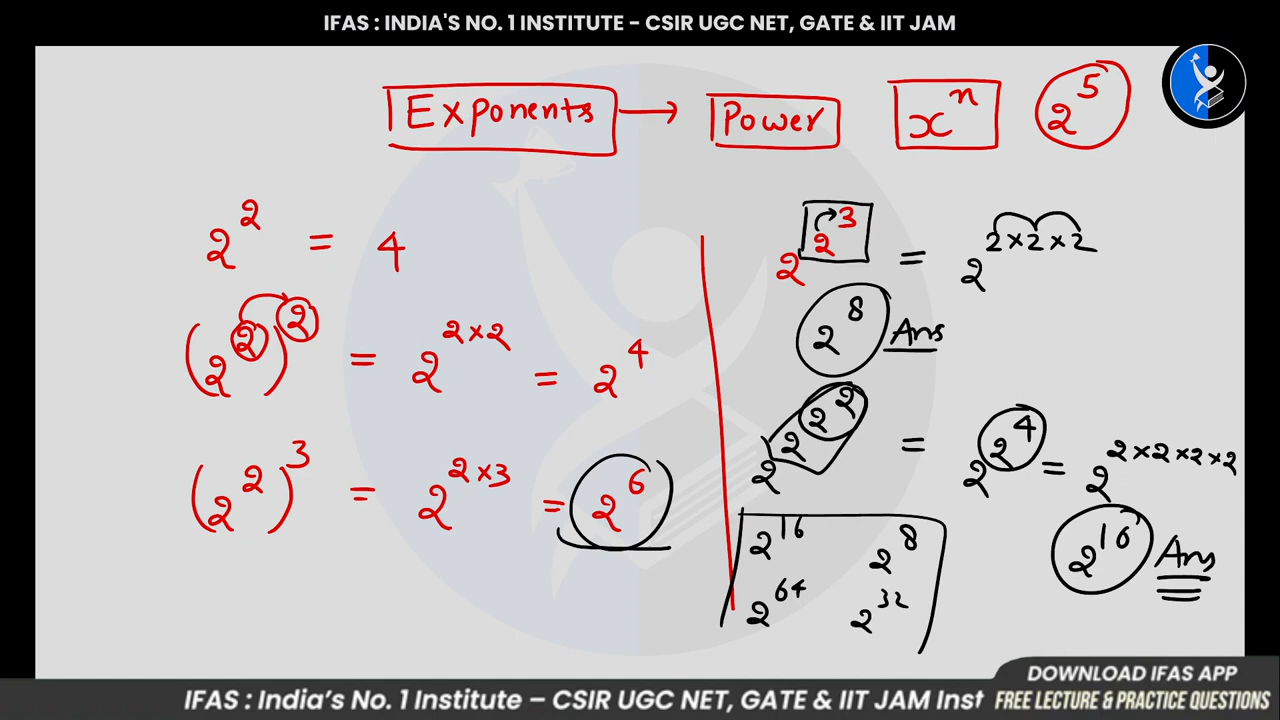 IFAS : INDIA'S NO. 1 INSTITUTE – CSIR UGC NET, GATE & IIT JAM
Exponents → Power x^n 2^5
2^2 = 4
(2^2)^2 = 2^(2×2) = 2^4
(2^2)^3 = 2^(2×3) = 2^6
2^2^3 = 2^(2×2×2)
2^8 Ans
2^2^2^2 = 2^2^4 = 2^(2×2×2×2)
2^16 Ans
2^16 2^8
2^64 2^32
DOWNLOAD IFAS APP
IFAS : India’s No. 1 Institute – CSIR UGC NET, GATE & IIT JAM Inst
FREE LECTURE & PRACTICE QUESTIONS